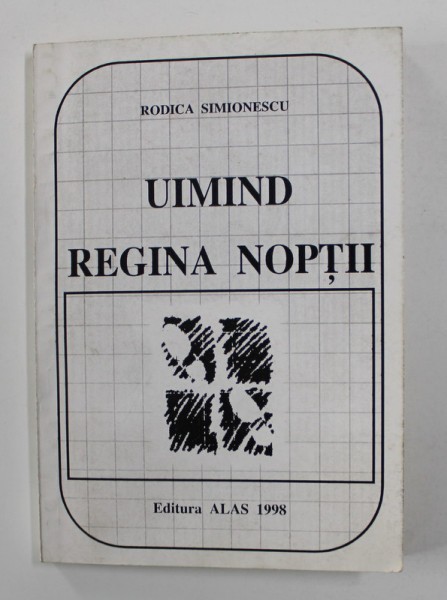 RODICA SIMIONESCU
UIMIND
REGINA NOPȚII
Editura ALAS 1998